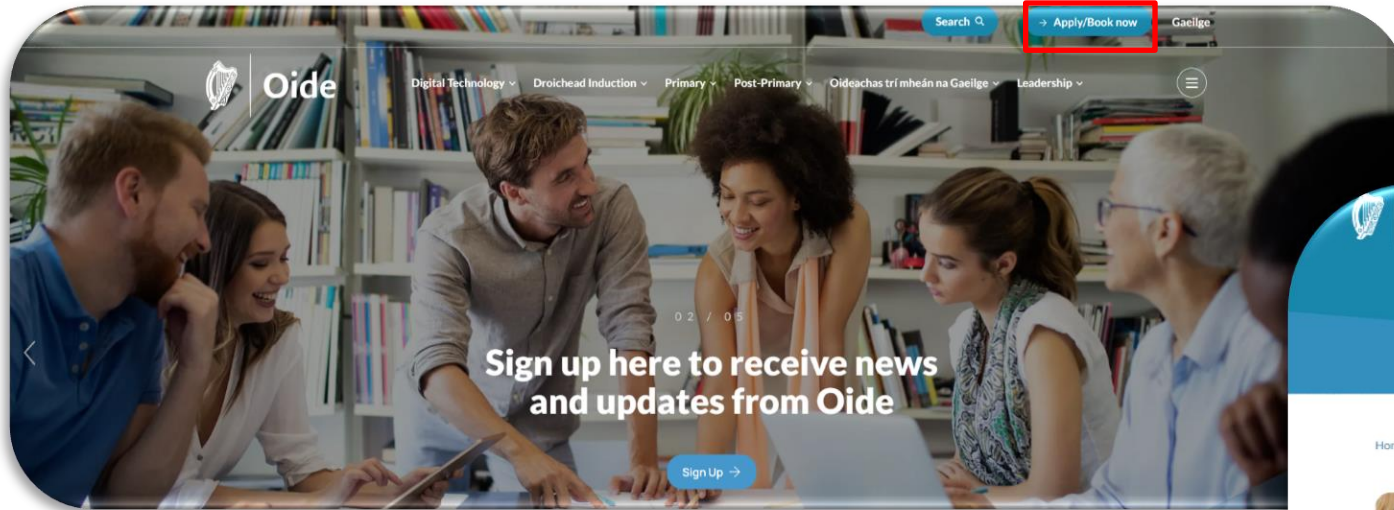 Search
→ Apply/Book now
Gaeilge
Oide
Digital Technology
Droichead Induction
Primary
Post-Primary
Oideachas trí mheán na Gaeilge
Leadership
02 / 05
Sign up here to receive news
and updates from Oide
Sign Up →